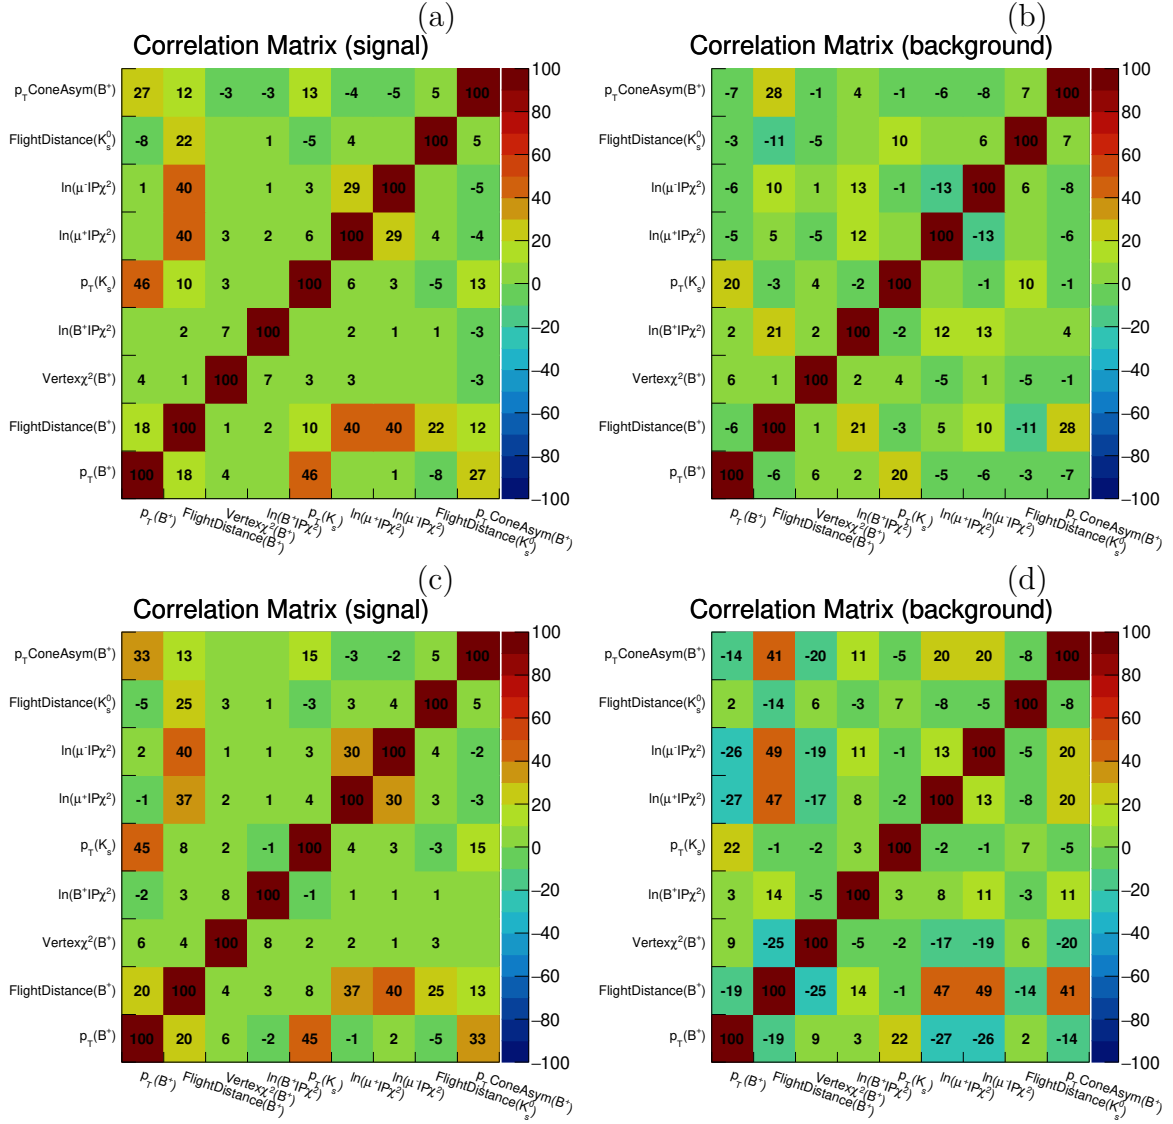 (a)
Correlation Matrix (signal)
p_T ConeAsym(B⁺) 27 12 -3 -3 13 -4 -5 5 100
FlightDistance(K⁰_s) -8 22 1 -5 4 100 5
ln(μ⁻IPχ²) 1 40 1 3 29 100 -5
ln(μ⁺IPχ²) 40 3 2 6 100 29 4 -4
p_T(K_s) 46 10 3 100 6 3 -5 13
ln(B⁺IPχ²) 2 7 100 2 1 1 -3
Vertexχ²(B⁺) 4 1 100 7 3 3 -3
FlightDistance(B⁺) 18 100 1 2 10 40 40 22 12
p_T(B⁺) 100 18 4 46 1 -8 27
p_T(B⁺) FlightDistance(B⁺) Vertexχ²(B⁺) ln(B⁺IPχ²) p_T(K_s) ln(μ⁺IPχ²) ln(μ⁻IPχ²) FlightDistance(K⁰_s) p_T ConeAsym(B⁺)
100 80 60 40 20 0 −20 −40 −60 −80 −100
(b)
Correlation Matrix (background)
p_T ConeAsym(B⁺) -7 28 -1 4 -1 -6 -8 7 100
FlightDistance(K⁰_s) -3 -11 -5 10 6 100 7
ln(μ⁻IPχ²) -6 10 1 13 -1 -13 100 6 -8
ln(μ⁺IPχ²) -5 5 -5 12 100 -13 -6
p_T(K_s) 20 -3 4 -2 100 -1 10 -1
ln(B⁺IPχ²) 2 21 2 100 -2 12 13 4
Vertexχ²(B⁺) 6 1 100 2 4 -5 1 -5 -1
FlightDistance(B⁺) -6 100 1 21 -3 5 10 -11 28
p_T(B⁺) 100 -6 6 2 20 -5 -6 -3 -7
p_T(B⁺) FlightDistance(B⁺) Vertexχ²(B⁺) ln(B⁺IPχ²) p_T(K_s) ln(μ⁺IPχ²) ln(μ⁻IPχ²) FlightDistance(K⁰_s) p_T ConeAsym(B⁺)
100 80 60 40 20 0 −20 −40 −60 −80 −100
(c)
Correlation Matrix (signal)
p_T ConeAsym(B⁺) 33 13 15 -3 -2 5 100
FlightDistance(K⁰_s) -5 25 3 1 -3 3 4 100 5
ln(μ⁻IPχ²) 2 40 1 1 3 30 100 4 -2
ln(μ⁺IPχ²) -1 37 2 1 4 100 30 3 -3
p_T(K_s) 45 8 2 -1 100 4 3 -3 15
ln(B⁺IPχ²) -2 3 8 100 -1 1 1 1
Vertexχ²(B⁺) 6 4 100 8 2 2 1 3
FlightDistance(B⁺) 20 100 4 3 8 37 40 25 13
p_T(B⁺) 100 20 6 -2 45 -1 2 -5 33
p_T(B⁺) FlightDistance(B⁺) Vertexχ²(B⁺) ln(B⁺IPχ²) p_T(K_s) ln(μ⁺IPχ²) ln(μ⁻IPχ²) FlightDistance(K⁰_s) p_T ConeAsym(B⁺)
100 80 60 40 20 0 −20 −40 −60 −80 −100
(d)
Correlation Matrix (background)
p_T ConeAsym(B⁺) -14 41 -20 11 -5 20 20 -8 100
FlightDistance(K⁰_s) 2 -14 6 -3 7 -8 -5 100 -8
ln(μ⁻IPχ²) -26 49 -19 11 -1 13 100 -5 20
ln(μ⁺IPχ²) -27 47 -17 8 -2 100 13 -8 20
p_T(K_s) 22 -1 -2 3 100 -2 -1 7 -5
ln(B⁺IPχ²) 3 14 -5 100 3 8 11 -3 11
Vertexχ²(B⁺) 9 -25 100 -5 -2 -17 -19 6 -20
FlightDistance(B⁺) -19 100 -25 14 -1 47 49 -14 41
p_T(B⁺) 100 -19 9 3 22 -27 -26 2 -14
p_T(B⁺) FlightDistance(B⁺) Vertexχ²(B⁺) ln(B⁺IPχ²) p_T(K_s) ln(μ⁺IPχ²) ln(μ⁻IPχ²) FlightDistance(K⁰_s) p_T ConeAsym(B⁺)
100 80 60 40 20 0 −20 −40 −60 −80 −100